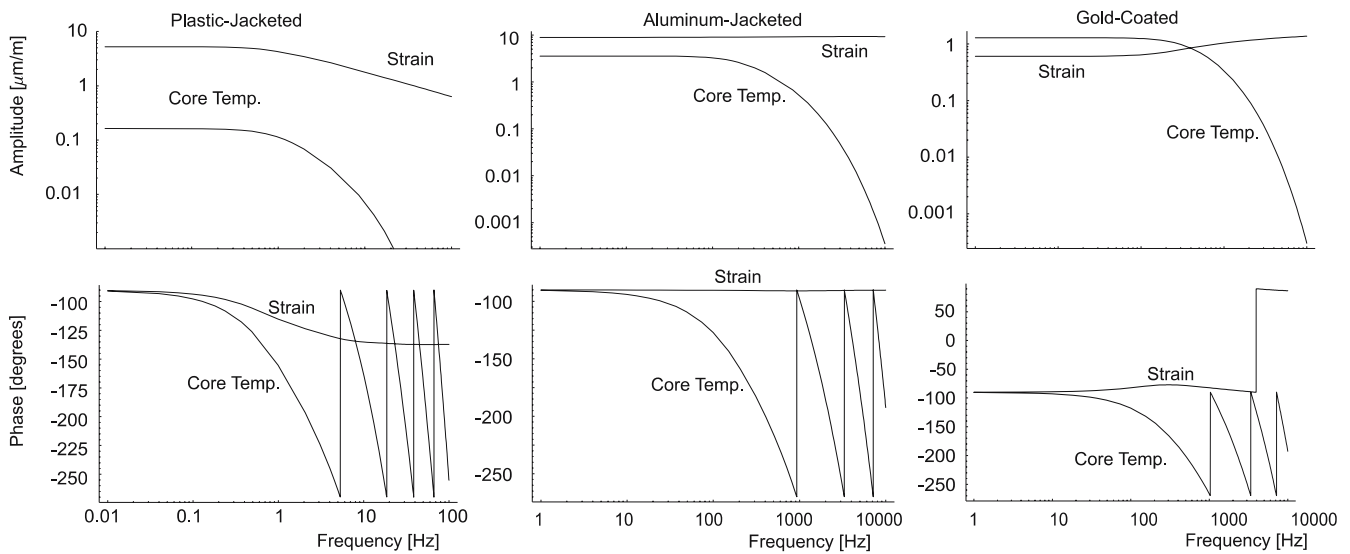 Plastic-Jacketed
Aluminum-Jacketed
Gold-Coated
Amplitude [μm/m]
10
1
0.1
0.01
Strain
Core Temp.
10
1
0.1
0.01
0.001
Strain
Core Temp.
1
0.1
0.01
0.001
Strain
Core Temp.
Phase [degrees]
-100
-125
-150
-175
-200
-225
-250
Strain
Core Temp.
0.01 0.1 1 10 100
Frequency [Hz]
-100
-150
-200
-250
Strain
Core Temp.
1 10 100 1000 10000
Frequency [Hz]
50
0
-50
-100
-150
-200
-250
Strain
Core Temp.
1 10 100 1000 10000
Frequency [Hz]